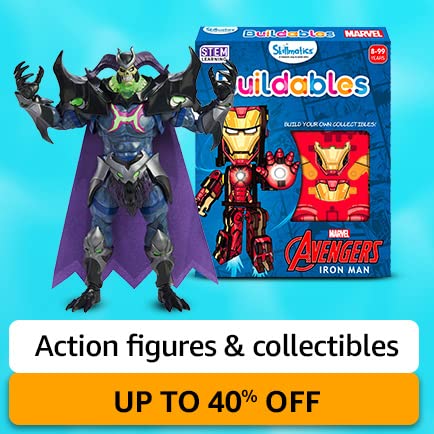 Buildables
STEM
LEARNING
Skillmatics
MARVEL
8-99
YEARS
Buildables
BUILD YOUR OWN COLLECTIBLES!
MARVEL
AVENGERS
IRON MAN
Action figures & collectibles
UP TO 40% OFF